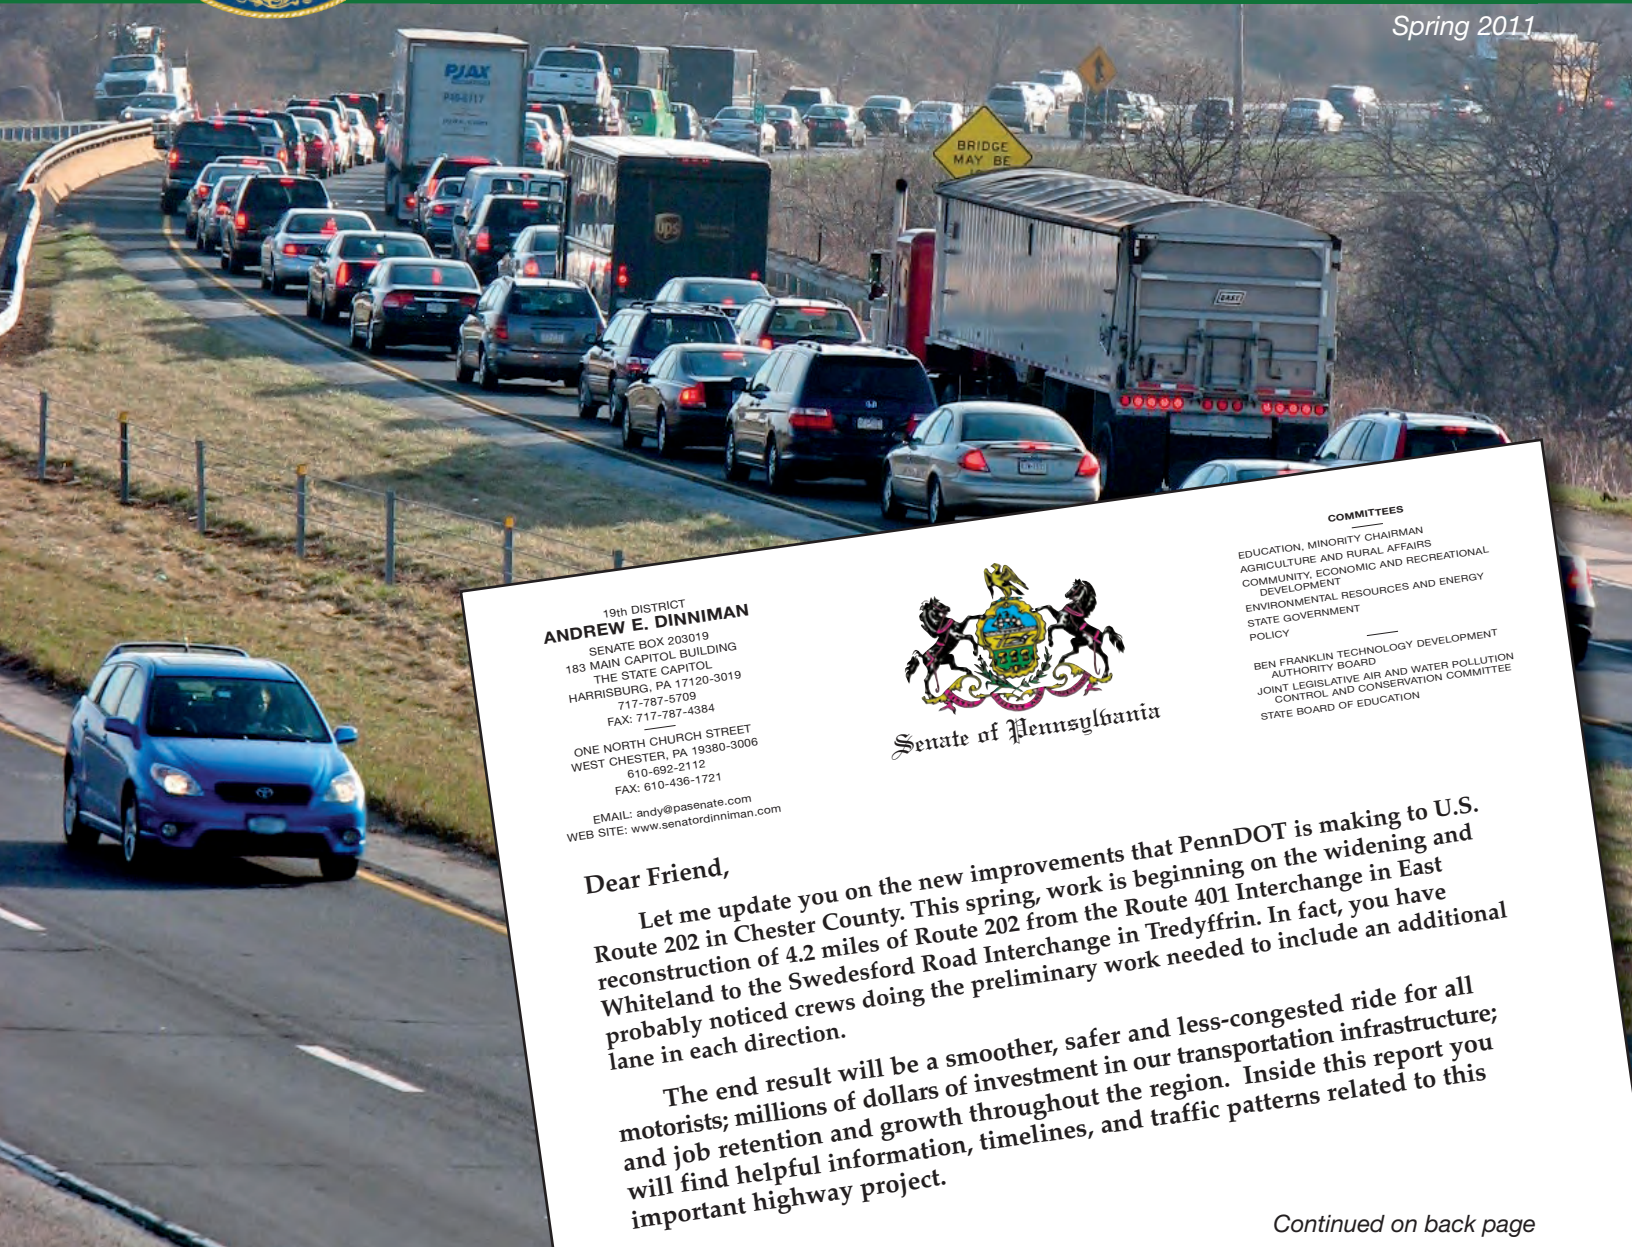 Spring 2011
PJAX
BRIDGE
MAY BE
ups
EAST
19th DISTRICT
ANDREW E. DINNIMAN
SENATE BOX 203019
183 MAIN CAPITOL BUILDING
THE STATE CAPITOL
HARRISBURG, PA 17120-3019
717-787-5709
FAX: 717-787-4384
ONE NORTH CHURCH STREET
WEST CHESTER, PA 19380-3006
610-692-2112
FAX: 610-436-1721
EMAIL: andy@pasenate.com
WEB SITE: www.senatordinniman.com
Senate of Pennsylvania
COMMITTEES
EDUCATION, MINORITY CHAIRMAN
AGRICULTURE AND RURAL AFFAIRS
COMMUNITY, ECONOMIC AND RECREATIONAL
DEVELOPMENT
ENVIRONMENTAL RESOURCES AND ENERGY
STATE GOVERNMENT
POLICY
BEN FRANKLIN TECHNOLOGY DEVELOPMENT
AUTHORITY BOARD
JOINT LEGISLATIVE AIR AND WATER POLLUTION
CONTROL AND CONSERVATION COMMITTEE
STATE BOARD OF EDUCATION
Dear Friend,
Let me update you on the new improvements that PennDOT is making to U.S.
Route 202 in Chester County. This spring, work is beginning on the widening and
reconstruction of 4.2 miles of Route 202 from the Route 401 Interchange in East
Whiteland to the Swedesford Road Interchange in Tredyffrin. In fact, you have
probably noticed crews doing the preliminary work needed to include an additional
lane in each direction.
The end result will be a smoother, safer and less-congested ride for all
motorists; millions of dollars of investment in our transportation infrastructure;
and job retention and growth throughout the region. Inside this report you
will find helpful information, timelines, and traffic patterns related to this
important highway project.
Continued on back page